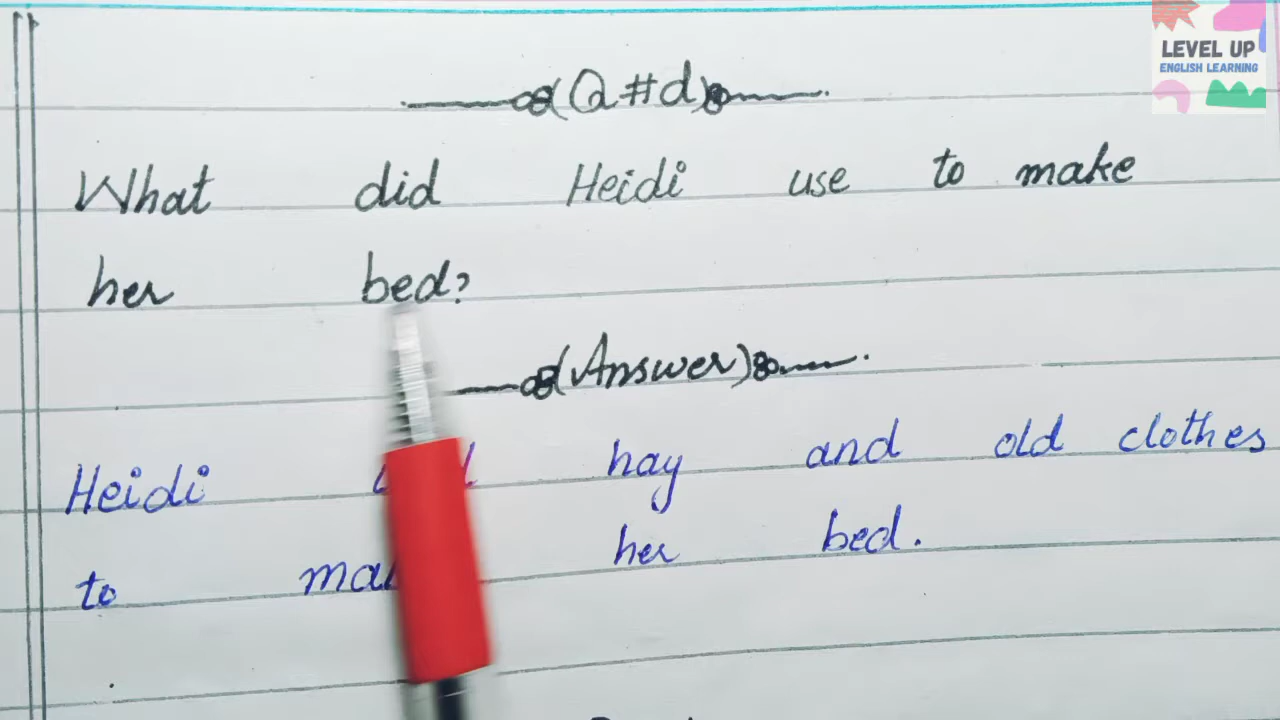 LEVEL UP
ENGLISH LEARNING
(Q#d)
What did Heidi use to make
her bed?
(Answer)
Heidi hay and old clothes
to her bed.